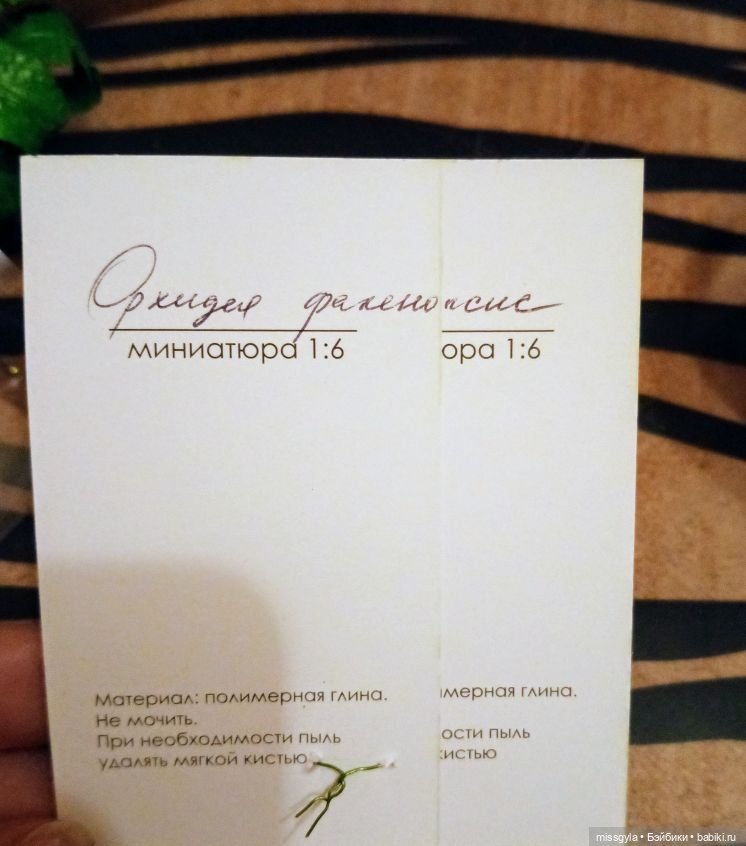 Орхидея фаленопсис
миниатюра 1:6
ора 1:6
Материал: полимерная глина.
Не мочить.
При необходимости пыль
удалять мягкой кистью
мерная глина.
ости пыль
кистью
missgyla • Бэйбики • babiki.ru